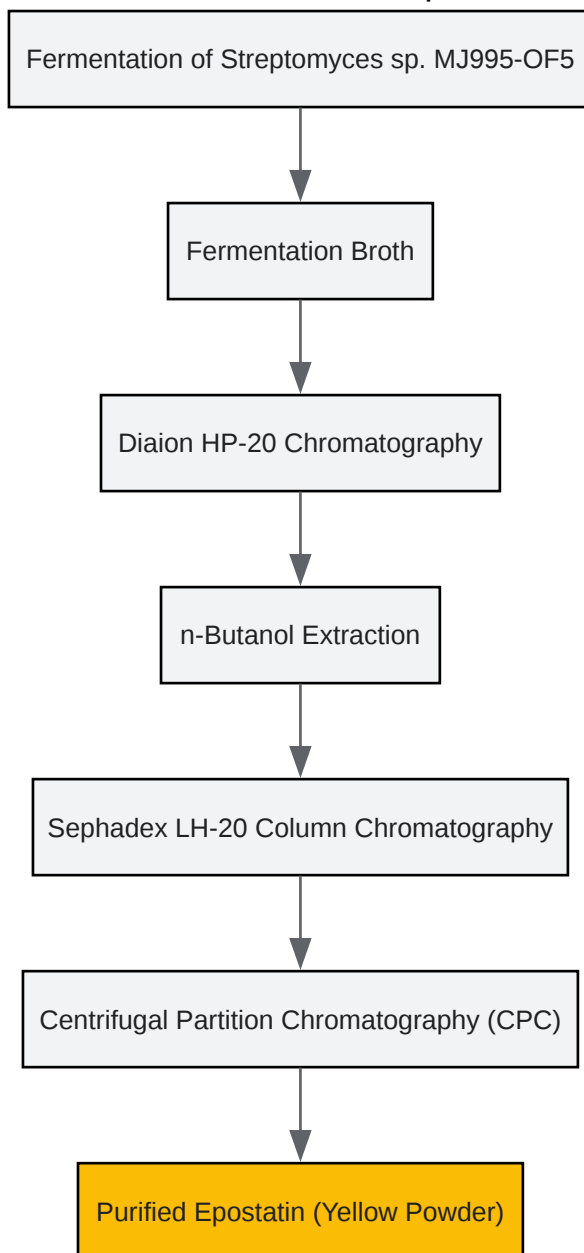 Fermentation of Streptomyces sp. MJ995-OF5
Fermentation Broth
Diaion HP-20 Chromatography
n-Butanol Extraction
Sephadex LH-20 Column Chromatography
Centrifugal Partition Chromatography (CPC)
Purified Epostatin (Yellow Powder)